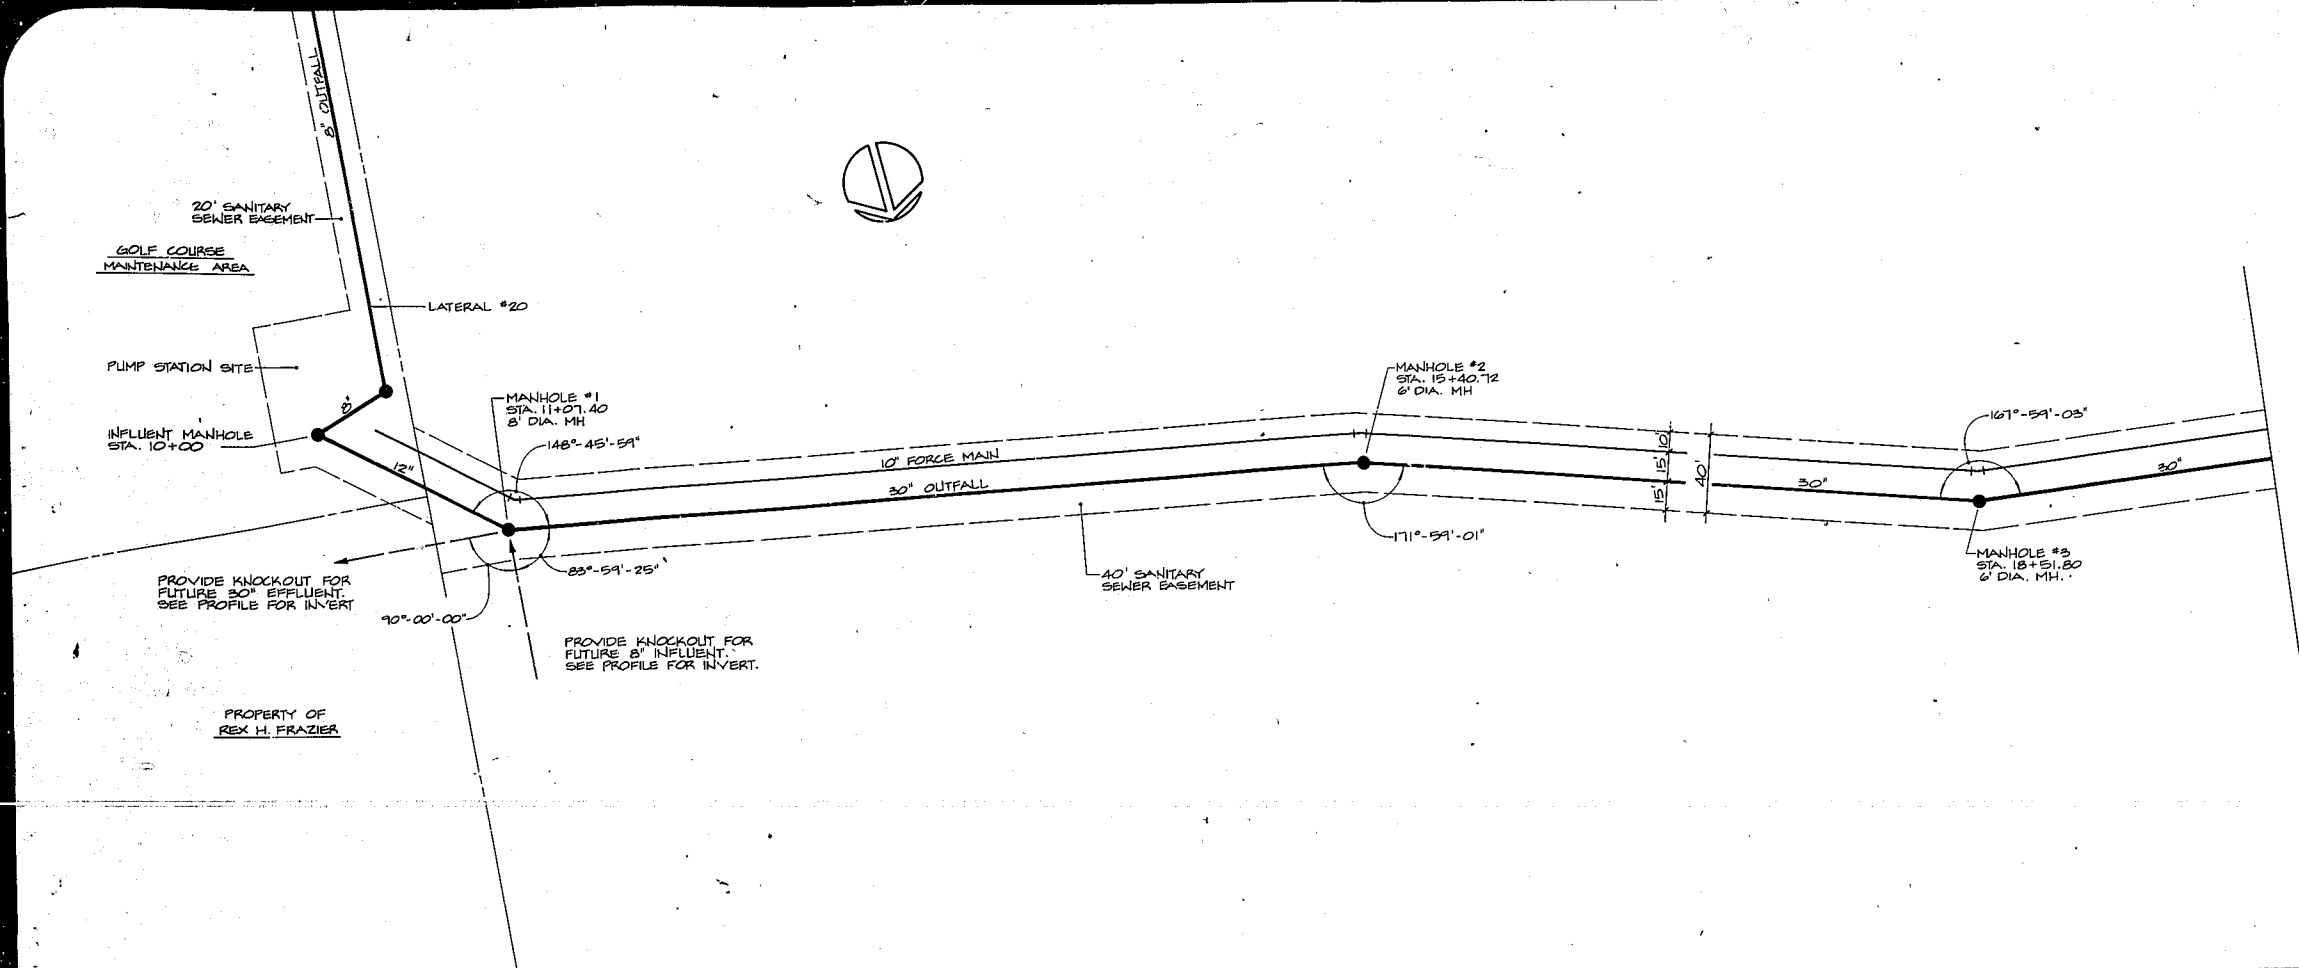 8" OUTFALL
20' SANITARY
SEWER EASEMENT
GOLF COURSE
MAINTENANCE AREA
LATERAL #20
PUMP STATION SITE
8"
INFLUENT MANHOLE
STA. 10+00
12"
MANHOLE #1
STA. 11+07.40
8' DIA. MH
148°-45'-59"
10" FORCE MAIN
30" OUTFALL
MANHOLE #2
STA. 15+40.72
6' DIA. MH
10'
15'
15'
40'
167°-59'-03"
30"
30"
171°-59'-01"
83°-59'-25"
90°-00'-00"
PROVIDE KNOCKOUT FOR
FUTURE 30" EFFLUENT.
SEE PROFILE FOR INVERT
40' SANITARY
SEWER EASEMENT
MANHOLE #3
STA. 18+51.80
6' DIA. MH.
PROVIDE KNOCKOUT FOR
FUTURE 8" INFLUENT.
SEE PROFILE FOR INVERT.
PROPERTY OF
REX H. FRAZIER